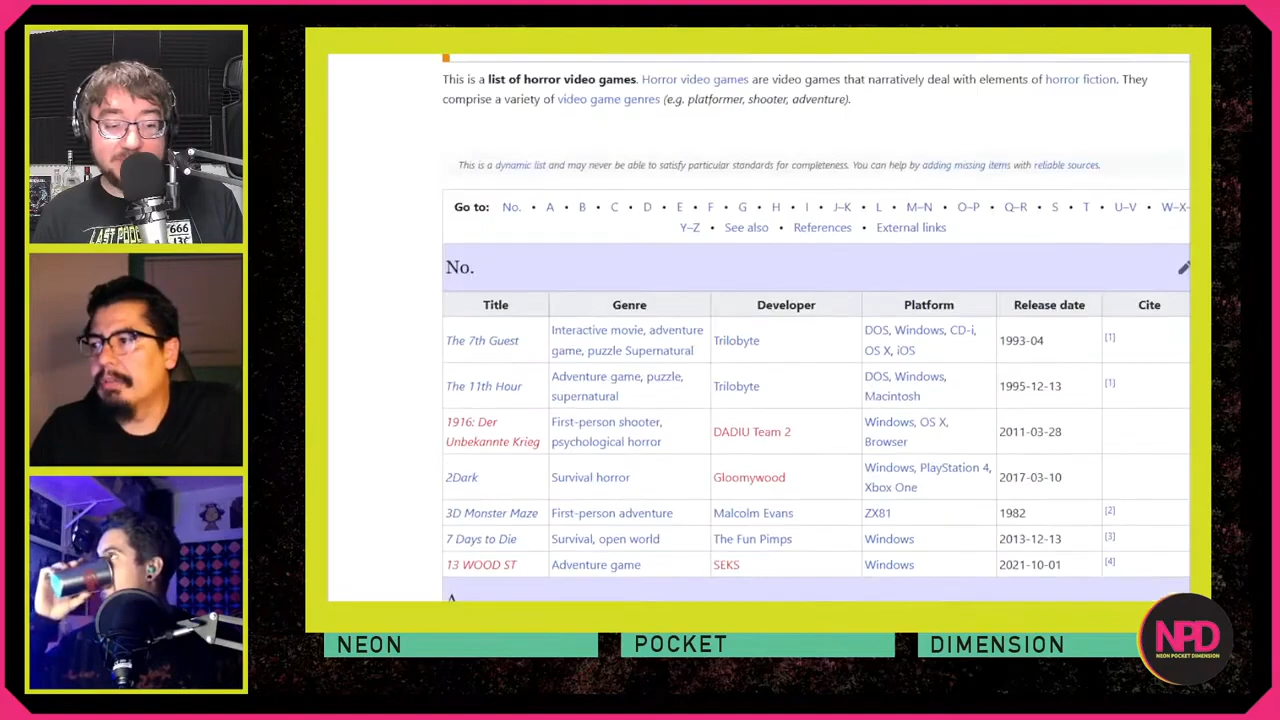 This is a list of horror video games. Horror video games are video games that narratively deal with elements of horror fiction. They
comprise a variety of video game genres (e.g. platformer, shooter, adventure).
This is a dynamic list and may never be able to satisfy particular standards for completeness. You can help by adding missing items with reliable sources.
Go to: No. • A • B • C • D • E • F • G • H • I • J–K • L • M–N • O–P • Q–R • S • T • U–V • W–X-
Y–Z • See also • References • External links
No.
Title Genre Developer Platform Release date Cite
The 7th Guest Interactive movie, adventure game, puzzle Supernatural Trilobyte DOS, Windows, CD-i, OS X, iOS 1993-04 [1]
The 11th Hour Adventure game, puzzle, supernatural Trilobyte DOS, Windows, Macintosh 1995-12-13 [1]
1916: Der Unbekannte Krieg First-person shooter, psychological horror DADIU Team 2 Windows, OS X, Browser 2011-03-28
2Dark Survival horror Gloomywood Windows, PlayStation 4, Xbox One 2017-03-10
3D Monster Maze First-person adventure Malcolm Evans ZX81 1982 [2]
7 Days to Die Survival, open world The Fun Pimps Windows 2013-12-13 [3]
13 WOOD ST Adventure game SEKS Windows 2021-10-01 [4]
NEON POCKET DIMENSION
NPD
NEON POCKET DIMENSION
LAST POD
666